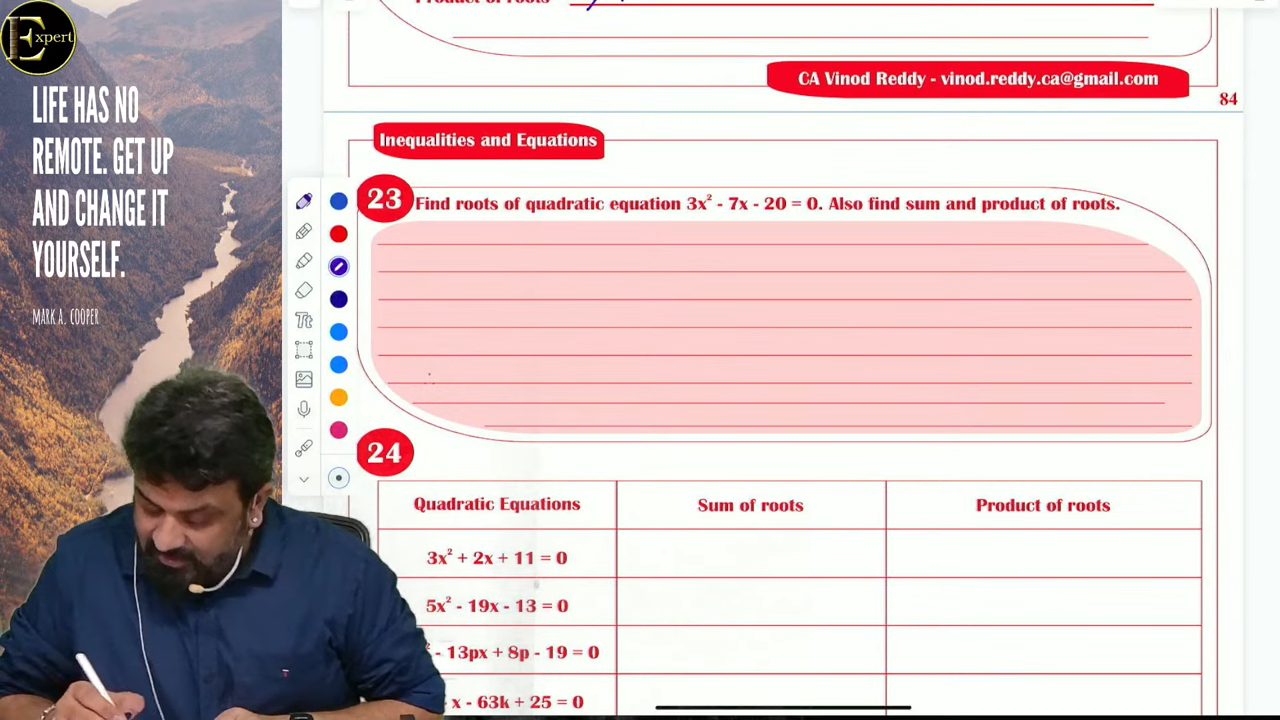 Expert
LIFE HAS NO
REMOTE. GET UP
AND CHANGE IT
YOURSELF.
MARK A. COOPER
CA Vinod Reddy - vinod.reddy.ca@gmail.com
84
Inequalities and Equations
23 Find roots of quadratic equation 3x² - 7x - 20 = 0. Also find sum and product of roots.
Tt
24
Quadratic Equations Sum of roots Product of roots
3x² + 2x + 11 = 0
5x² - 19x - 13 = 0
- 13px + 8p - 19 = 0
x - 63k + 25 = 0